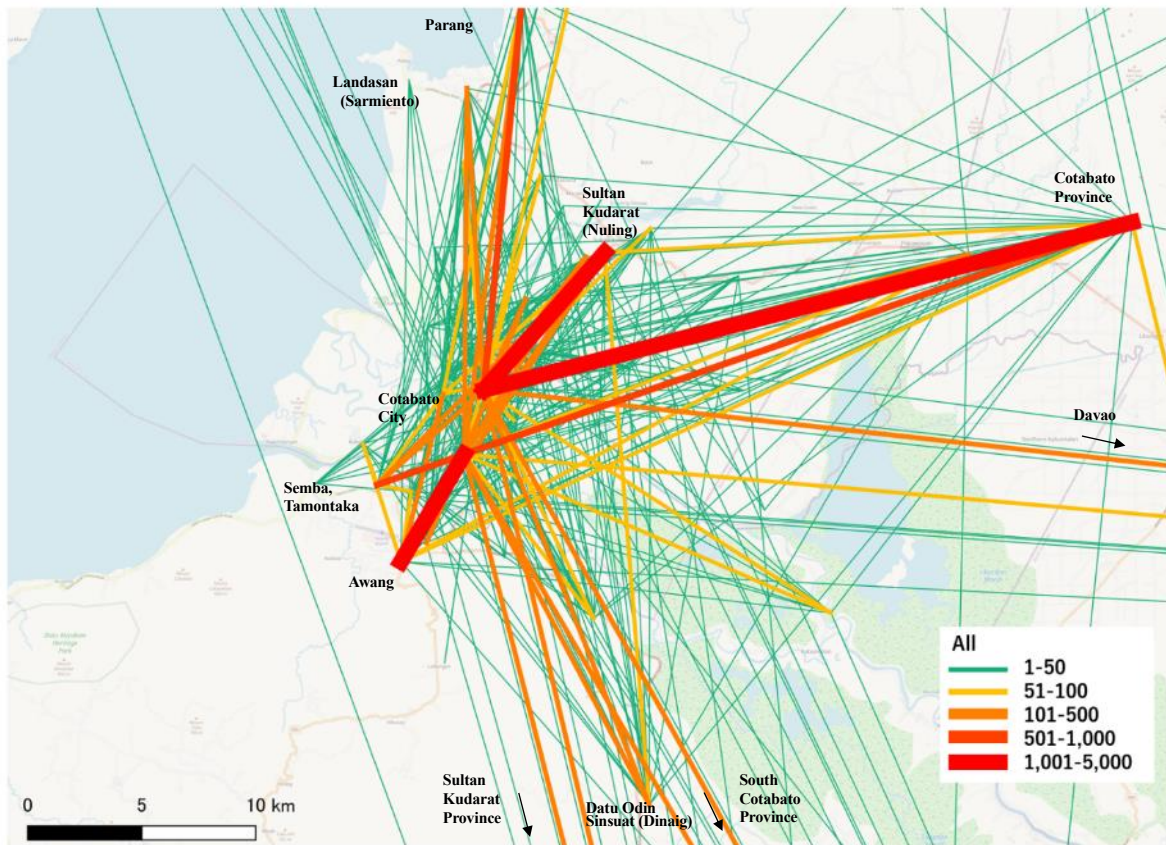 Parang
Landasan
(Sarmiento)
Sultan
Kudarat
(Nuling)
Cotabato
Province
Cotabato
City
Davao
Semba,
Tamontaka
Awang
Sultan
Kudarat
Province
Datu Odin
Sinsuat (Dinaig)
South
Cotabato
Province
All
1-50
51-100
101-500
501-1,000
1,001-5,000
0 5 10 km